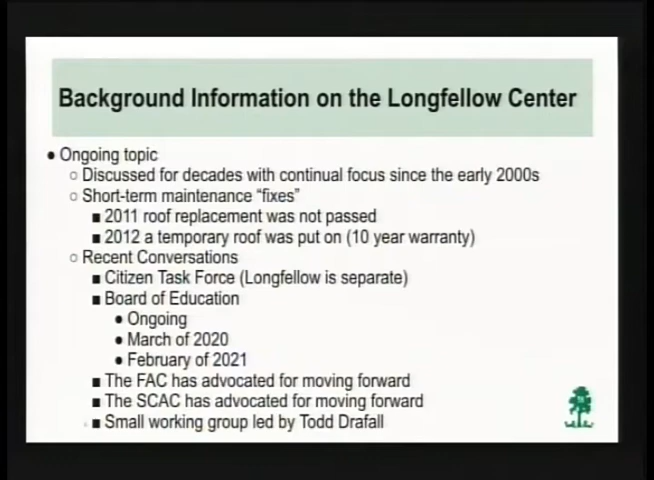 Background Information on the Longfellow Center
● Ongoing topic
○ Discussed for decades with continual focus since the early 2000s
○ Short-term maintenance “fixes”
■ 2011 roof replacement was not passed
■ 2012 a temporary roof was put on (10 year warranty)
○ Recent Conversations
■ Citizen Task Force (Longfellow is separate)
■ Board of Education
● Ongoing
● March of 2020
● February of 2021
■ The FAC has advocated for moving forward
■ The SCAC has advocated for moving forward
■ Small working group led by Todd Drafall